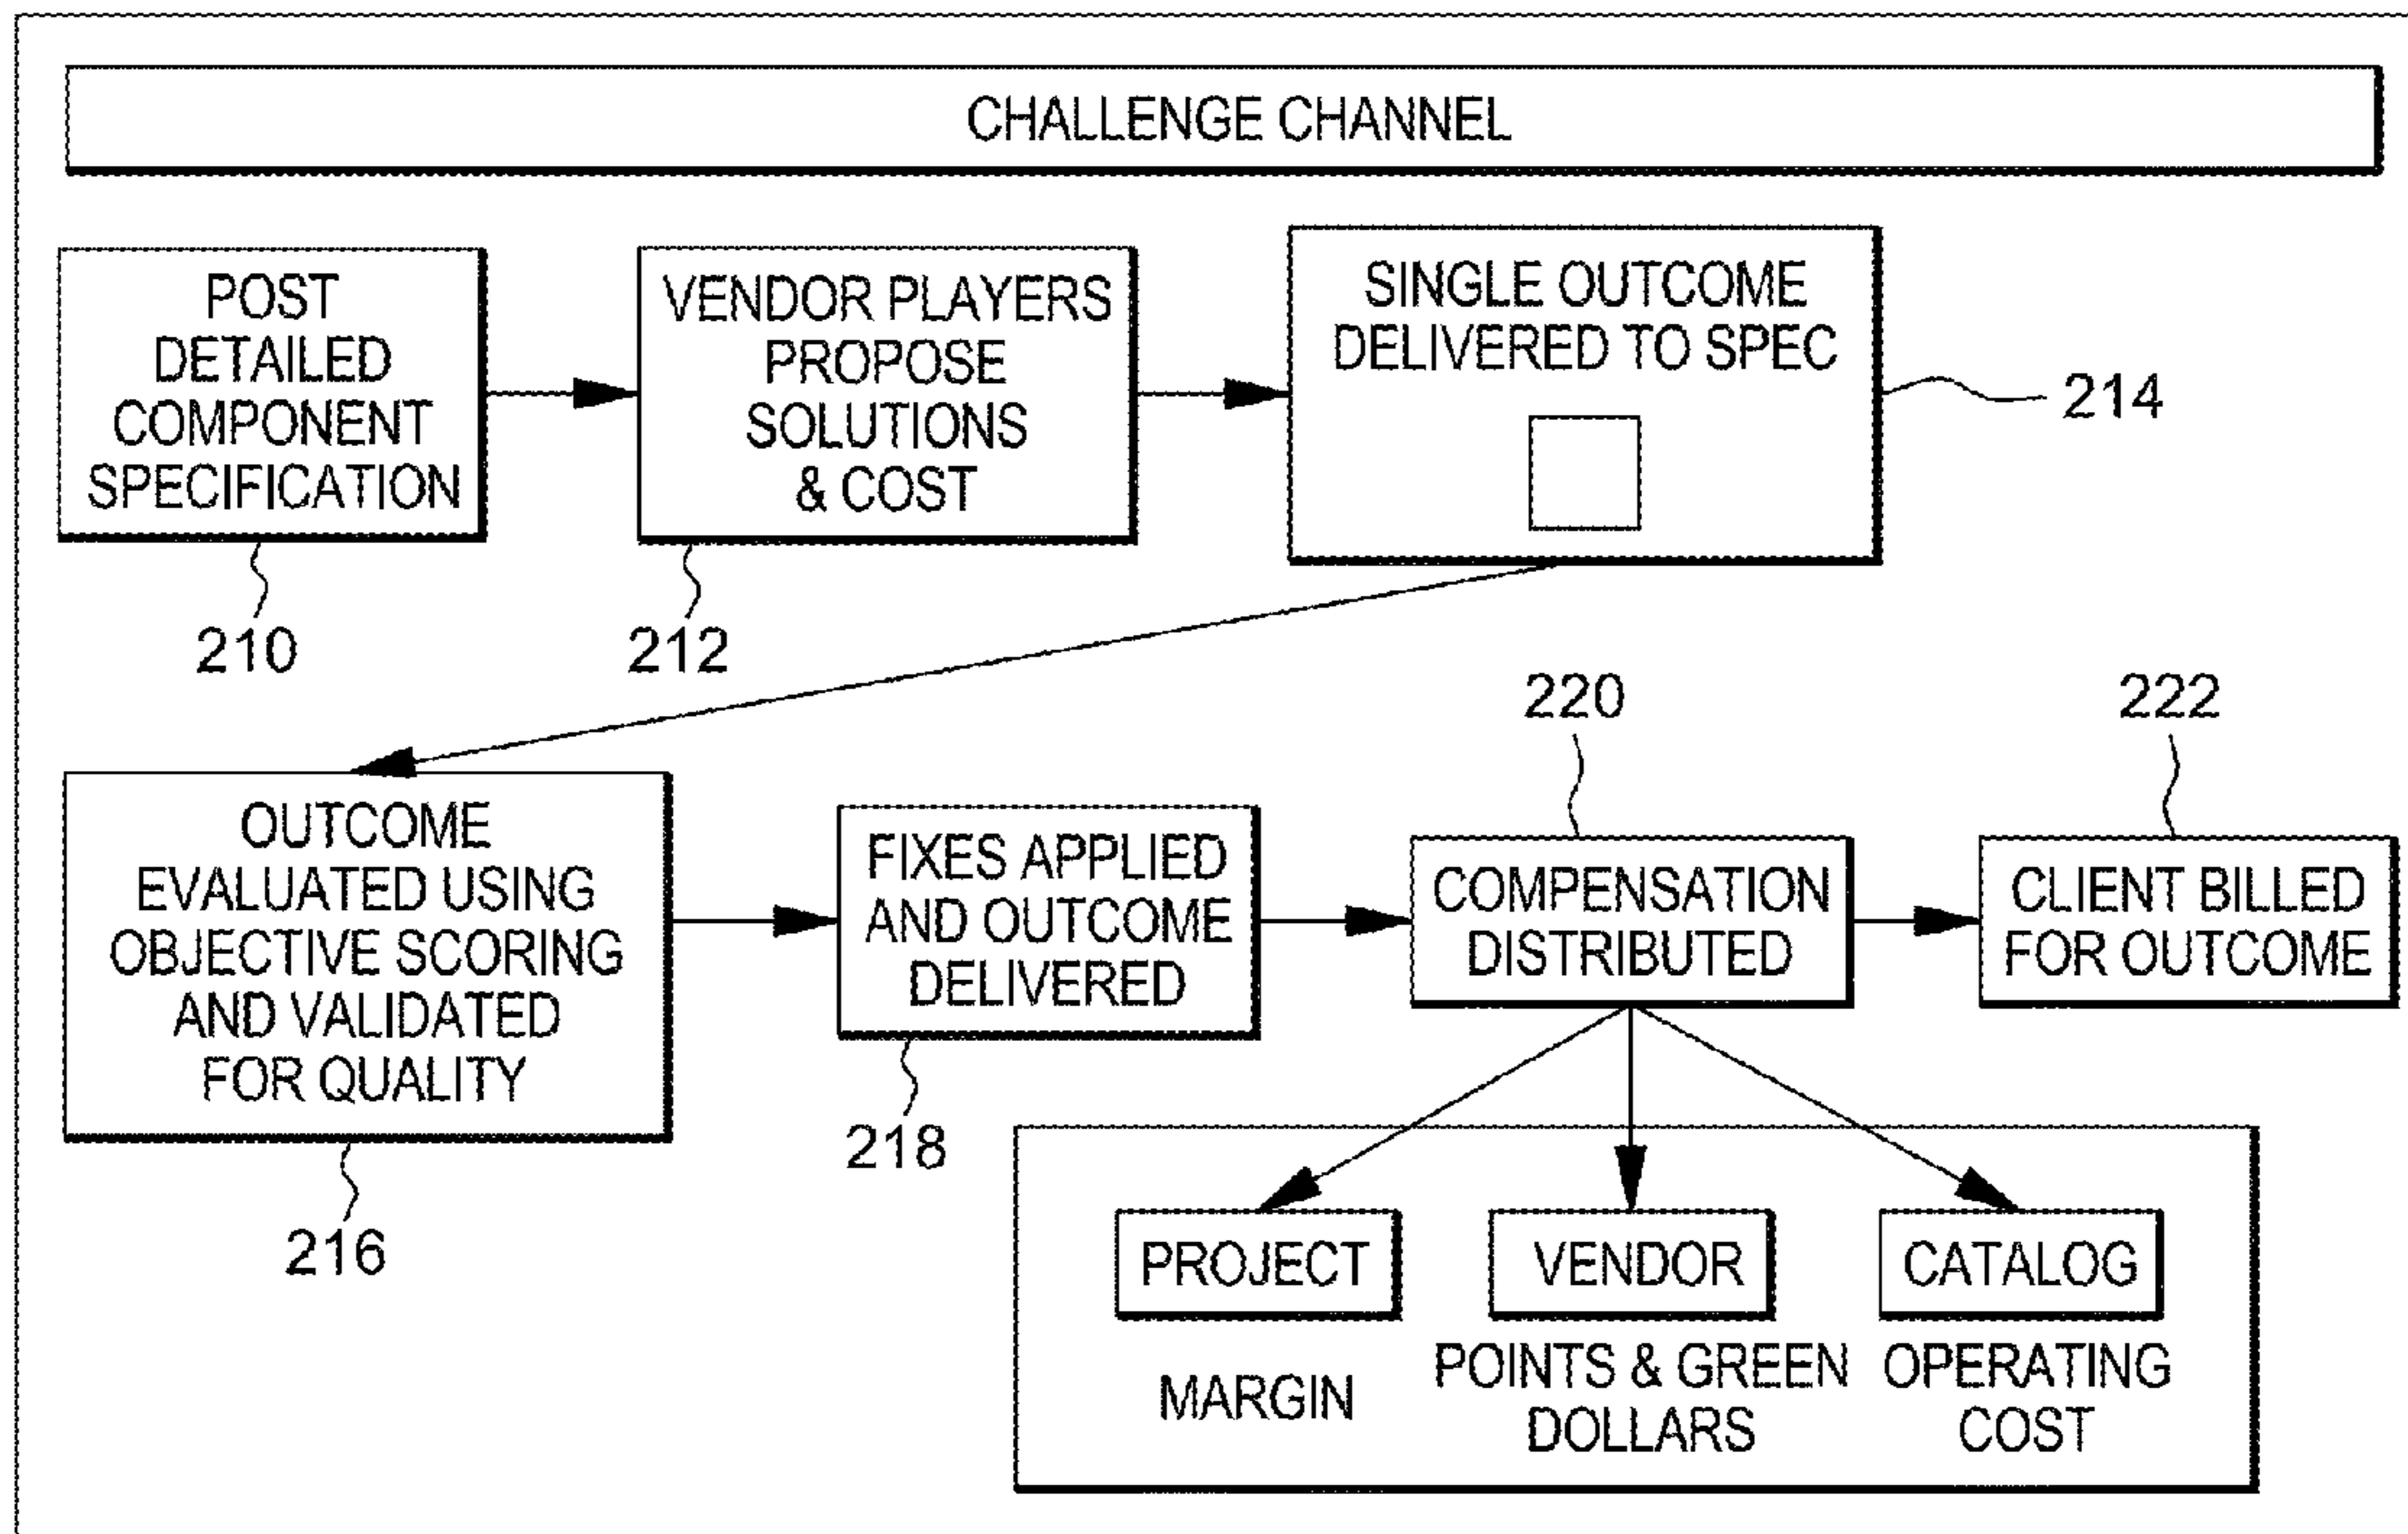 CHALLENGE CHANNEL
POST
DETAILED
COMPONENT
SPECIFICATION
VENDOR PLAYERS
PROPOSE
SOLUTIONS
& COST
SINGLE OUTCOME
DELIVERED TO SPEC
214
210
212
220
222
OUTCOME
EVALUATED USING
OBJECTIVE SCORING
AND VALIDATED
FOR QUALITY
FIXES APPLIED
AND OUTCOME
DELIVERED
COMPENSATION
DISTRIBUTED
CLIENT BILLED
FOR OUTCOME
218
216
PROJECT
VENDOR
CATALOG
MARGIN
POINTS & GREEN
DOLLARS
OPERATING
COST